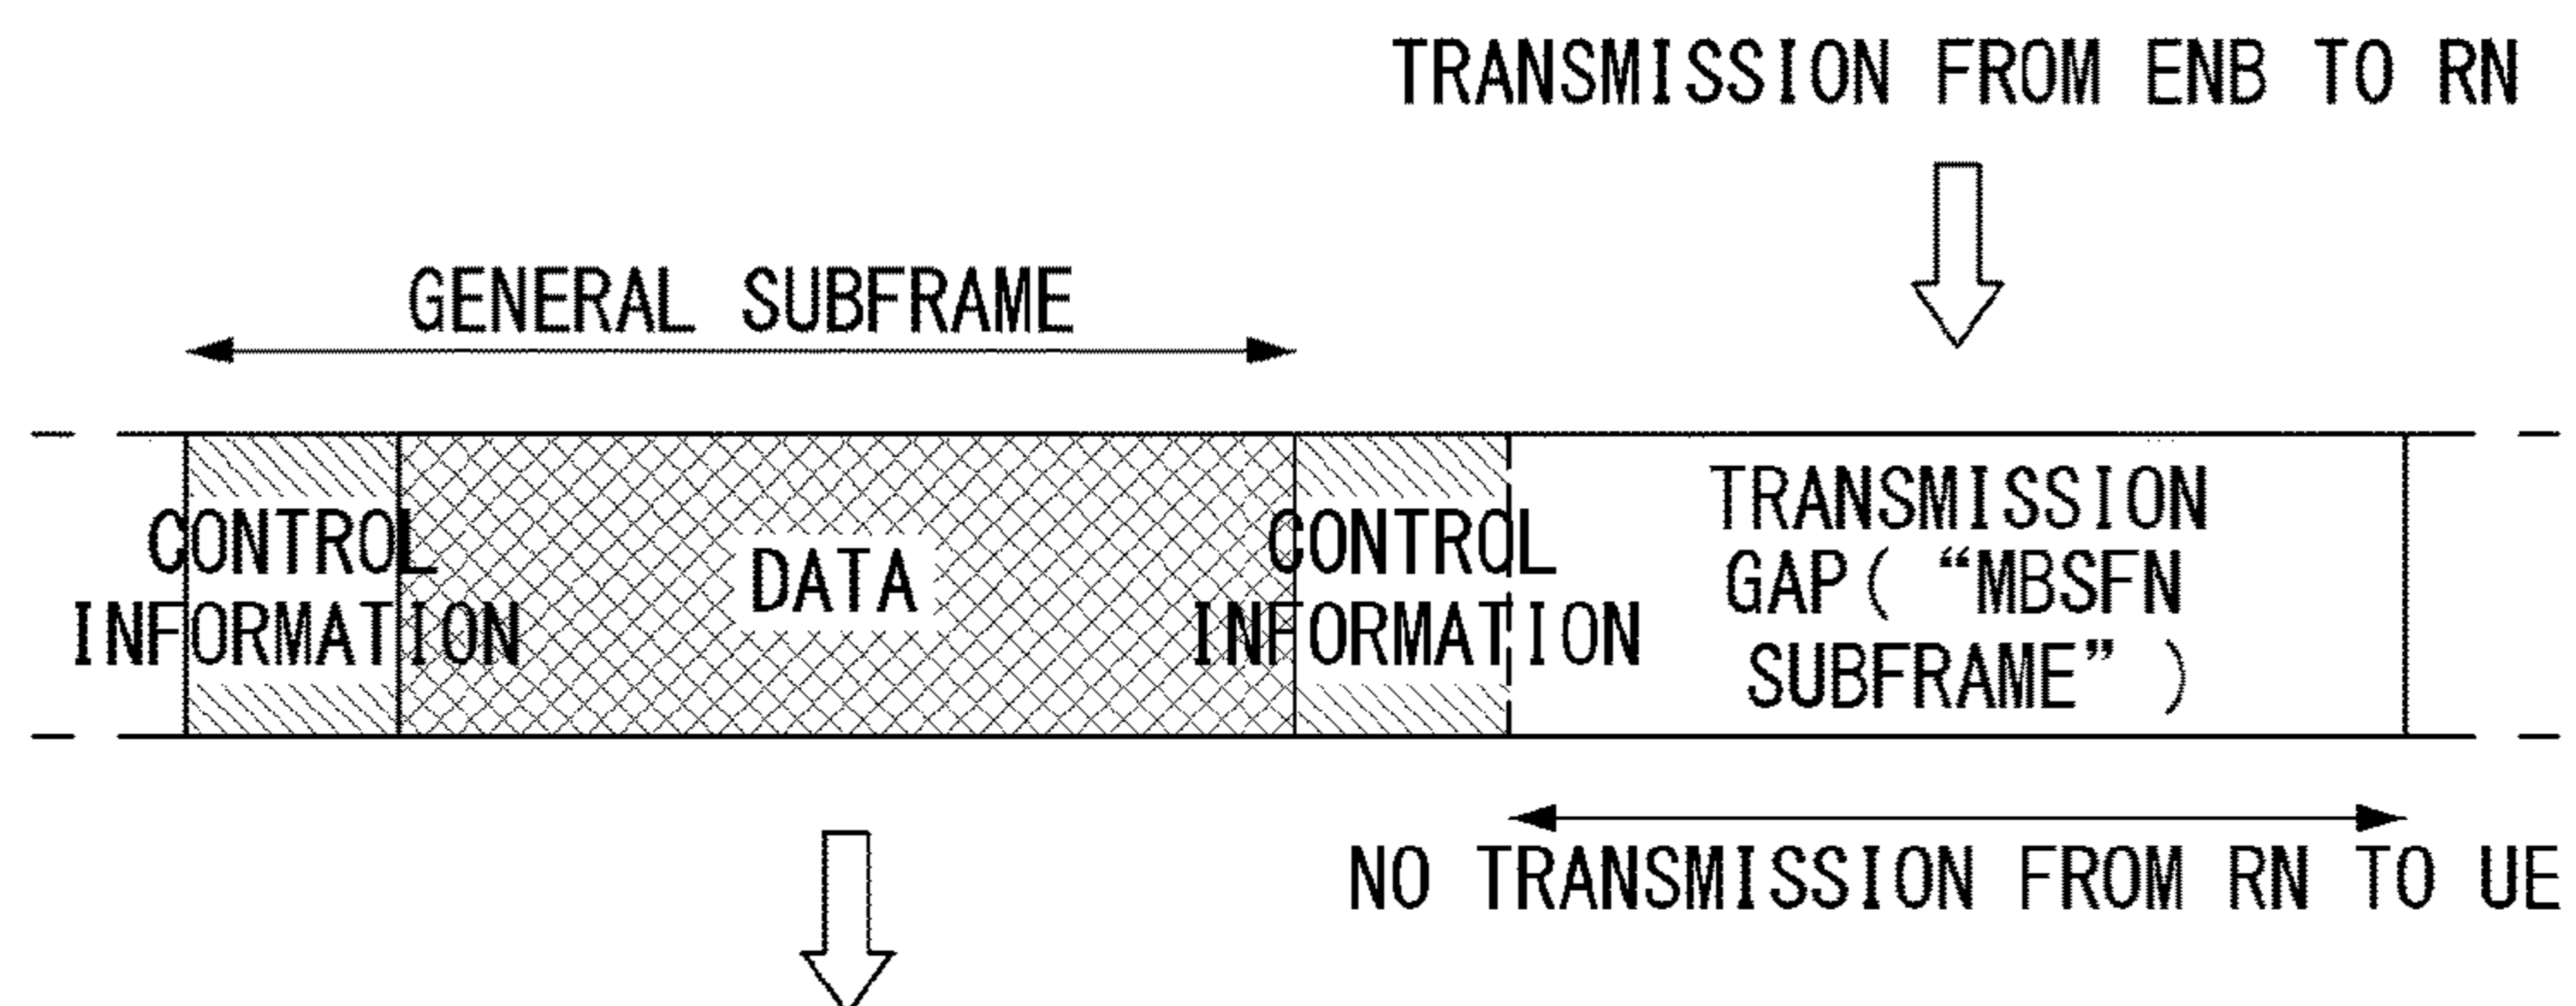 TRANSMISSION FROM ENB TO RN
GENERAL SUBFRAME
CONTROL
INFORMATION
DATA
CONTROL
INFORMATION
TRANSMISSION
GAP( “MBSFN
SUBFRAME” )
NO TRANSMISSION FROM RN TO UE